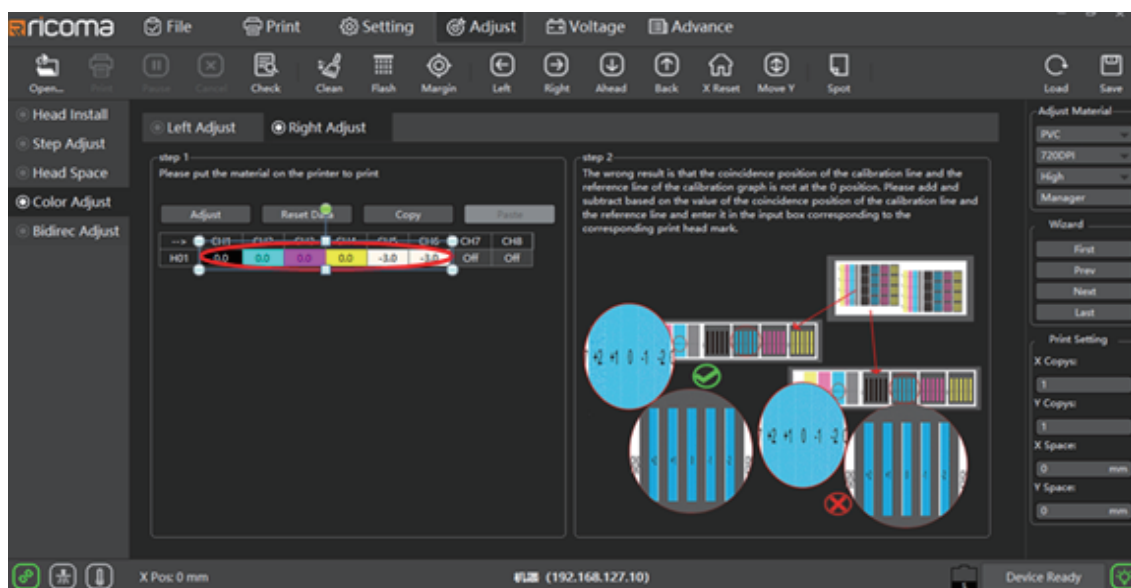 ricoma
File Print Setting Adjust Voltage Advance
Open... Print Pause Cancel Check Clean Flash Margin Left Right Ahead Back X Reset Move Y Spot Load Save
Head Install
Step Adjust
Head Space
Color Adjust
Bidirec Adjust
Left Adjust Right Adjust
step 1
Please put the material on the printer to print
Adjust Reset Data Copy Paste
--> CH1 CH2 CH3 CH4 CH5 CH6 CH7 CH8
H01 0.0 0.0 0.0 0.0 -3.0 -3.0 Off Off
step 2
The wrong result is that the coincidence position of the calibration line and the
reference line of the calibration graph is not at the 0 position. Please add and
subtract based on the value of the coincidence position of the calibration line and
the reference line and enter it in the input box corresponding to the
corresponding print head mark.
+2 +1 0 -1 -2
+2 +1 0 -1 -2
Adjust Material
PVC
720DPI
High
Manager
Wizard
First
Prev
Next
Last
Print Setting
X Copys:
1
Y Copys:
1
X Space:
0 mm
Y Space:
0 mm
X Pos: 0 mm
机器 (192.168.127.10)
Device Ready